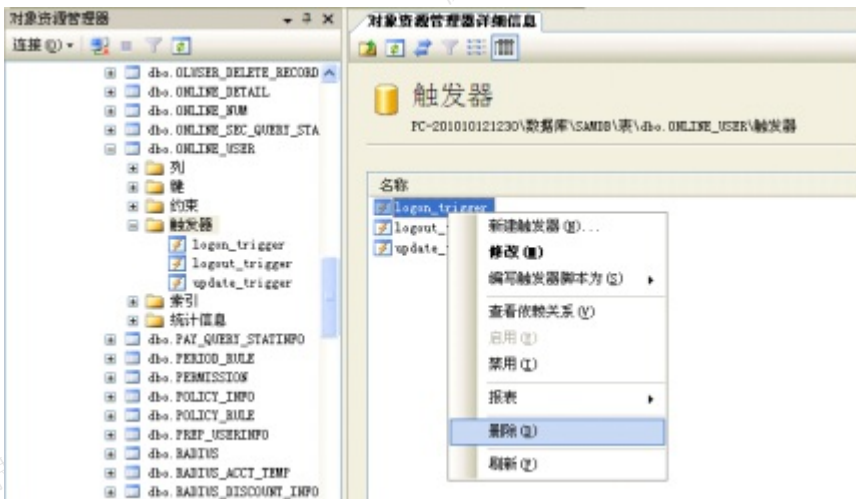 对象资源管理器
连接(O)
dbo.OLUSER_DELETE_RECORD
dbo.ONLINE_DETAIL
dbo.ONLINE_NUM
dbo.ONLINE_SEC_QUERY_STA
dbo.ONLINE_USER
列
键
约束
触发器
logon_trigger
logout_trigger
update_trigger
索引
统计信息
dbo.PAY_QUERY_STATINFO
dbo.PERIOD_RULE
dbo.PERMISSION
dbo.POLICY_INFO
dbo.POLICY_RULE
dbo.PREP_USERINFO
dbo.RADIUS
dbo.RADIUS_ACCT_TEMP
dbo.RADIUS_DISCOUNT_INFO
对象资源管理器详细信息
触发器
PC-201010121230\数据库\SAMDB\表\dbo.ONLINE_USER\触发器
名称
logon_trigger
logout_
update_
新建触发器(N)...
修改(M)
编写触发器脚本为(S)
查看依赖关系(V)
启用(E)
禁用(I)
报表
删除(D)
刷新(F)